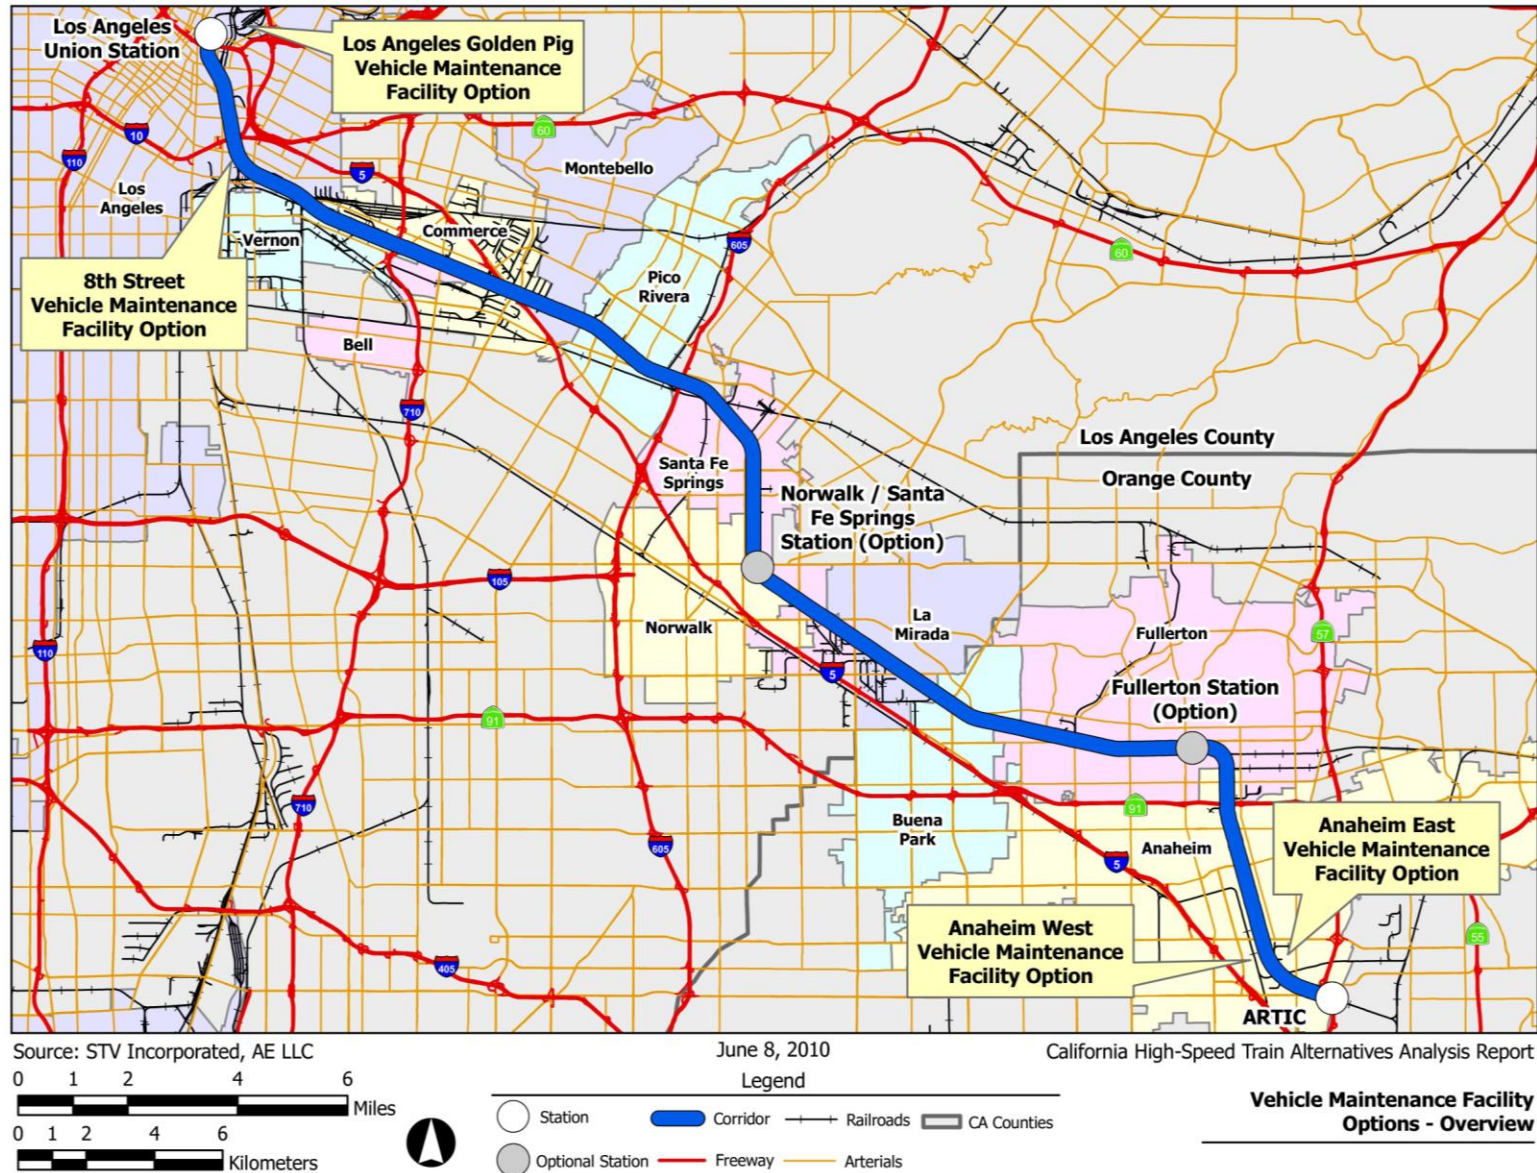 Los Angeles
Union Station
Los Angeles Golden Pig
Vehicle Maintenance
Facility Option
60
10
110
5
Montebello
Los
Angeles
Vernon
Commerce
605
60
8th Street
Vehicle Maintenance
Facility Option
Pico
Rivera
Bell
710
Los Angeles County
Orange County
Santa Fe
Springs
Norwalk / Santa
Fe Springs
Station (Option)
105
110
Norwalk
La
Mirada
Fullerton
57
5
91
Fullerton Station
(Option)
710
605
Buena
Park
91
5
Anaheim
Anaheim East
Vehicle Maintenance
Facility Option
Anaheim West
Vehicle Maintenance
Facility Option
55
405
ARTIC
Source: STV Incorporated, AE LLC
June 8, 2010
California High-Speed Train Alternatives Analysis Report
0 1 2 4 6
Miles
0 1 2 4 6
Kilometers
Legend
Station
Corridor
Railroads
CA Counties
Optional Station
Freeway
Arterials
Vehicle Maintenance Facility
Options - Overview